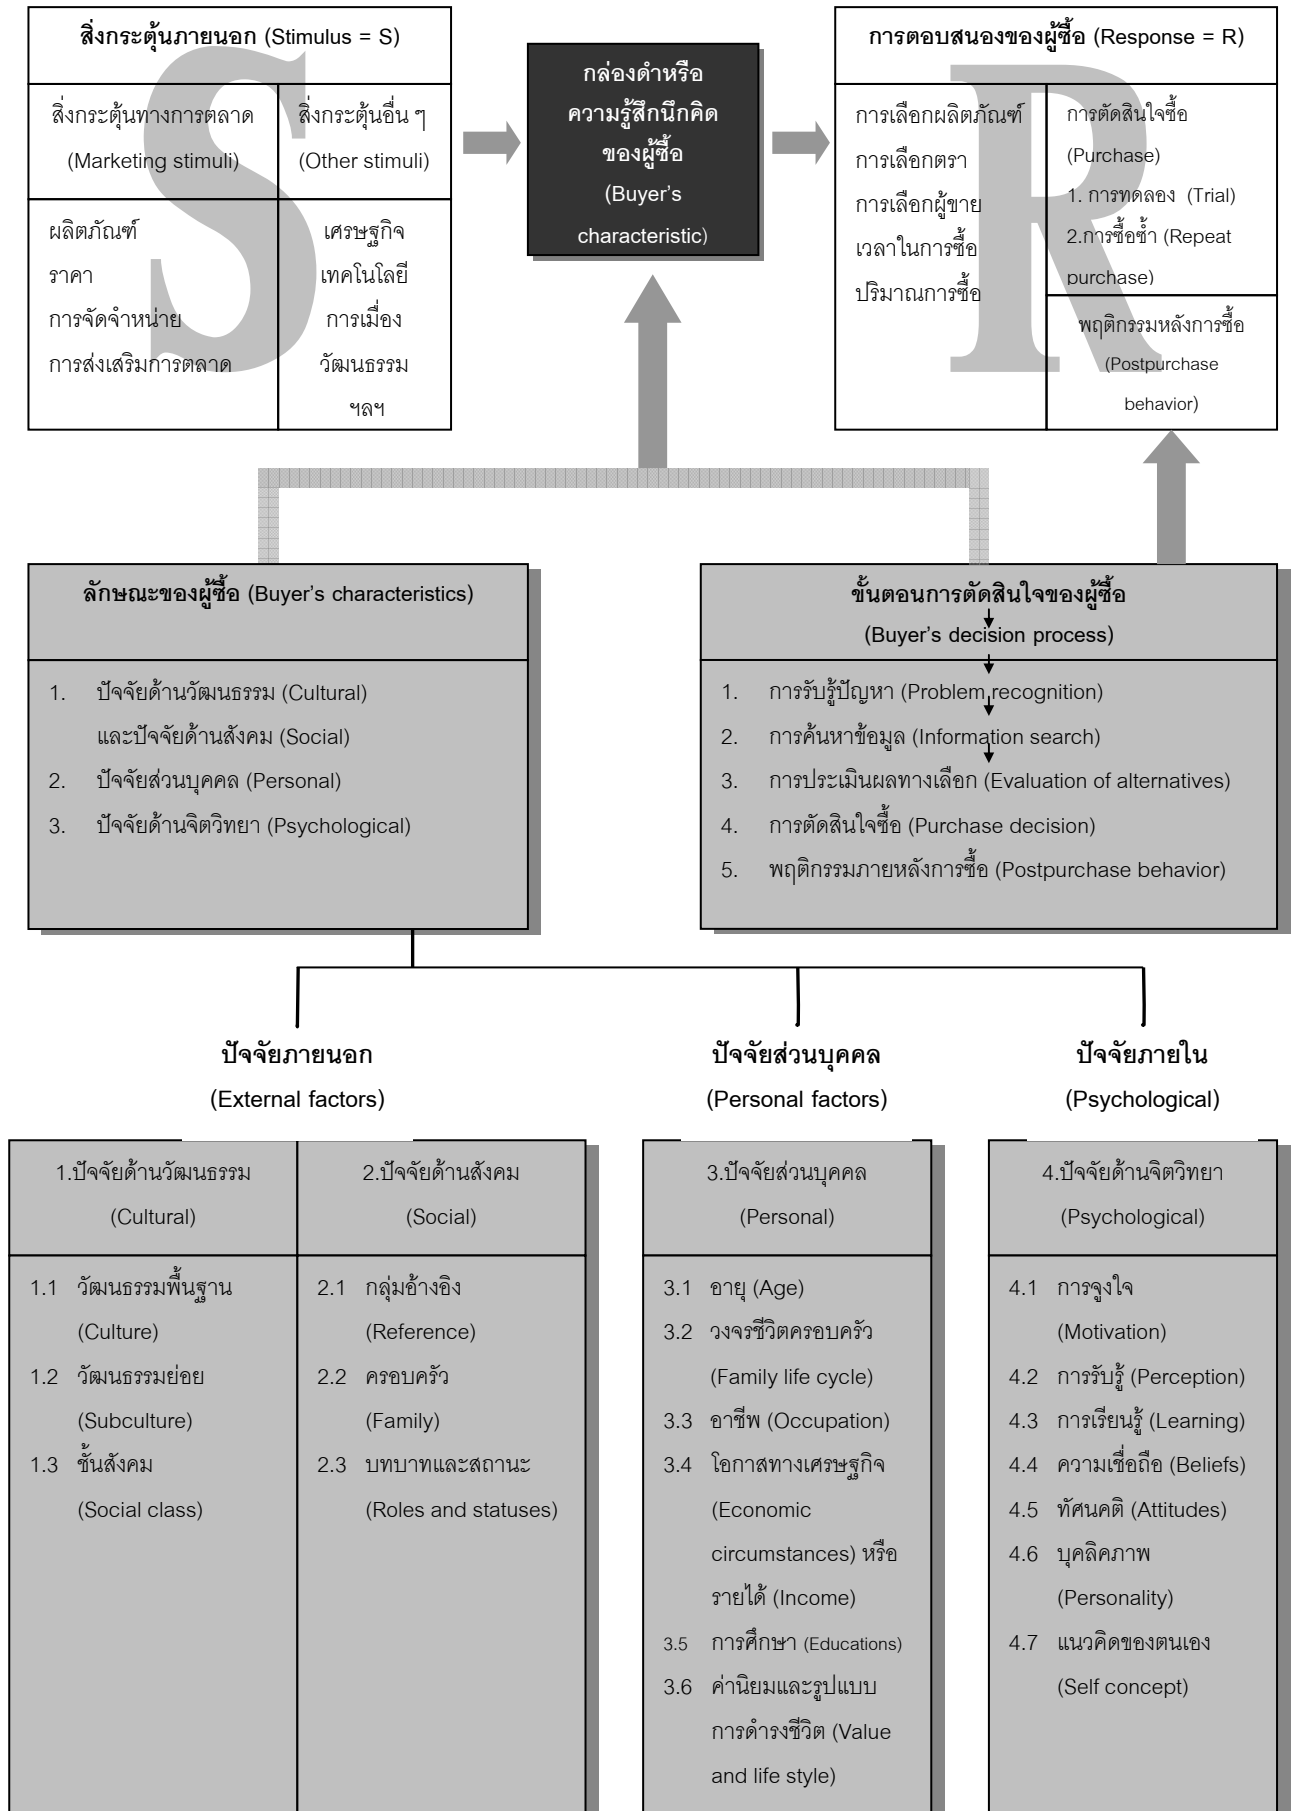 สิ่งกระตุ้นภายนอก (Stimulus = S)
สิ่งกระตุ้นทางการตลาด
(Marketing stimuli)
สิ่งกระตุ้นอื่น ๆ
(Other stimuli)
ผลิตภัณฑ์
ราคา
การจัดจำหน่าย
การส่งเสริมการตลาด
เศรษฐกิจ
เทคโนโลยี
การเมื่อง
วัฒนธรรม
ฯลฯ
S
กล่องดำหรือ
ความรู้สึกนึกคิด
ของผู้ซื้อ
(Buyer's
characteristic)
การตอบสนองของผู้ซื้อ (Response = R)
การเลือกผลิตภัณฑ์
การเลือกตรา
การเลือกผู้ขาย
เวลาในการซื้อ
ปริมาณการซื้อ
การตัดสินใจซื้อ
(Purchase)
1. การทดลอง (Trial)
2.การซื้อซ้ำ (Repeat
purchase)
พฤติกรรมหลังการซื้อ
(Postpurchase
behavior)
R
ลักษณะของผู้ซื้อ (Buyer's characteristics)
1. ปัจจัยด้านวัฒนธรรม (Cultural)
และปัจจัยด้านสังคม (Social)
2. ปัจจัยส่วนบุคคล (Personal)
3. ปัจจัยด้านจิตวิทยา (Psychological)
ขั้นตอนการตัดสินใจของผู้ซื้อ
(Buyer's decision process)
1. การรับรู้ปัญหา (Problem recognition)
2. การค้นหาข้อมูล (Information search)
3. การประเมินผลทางเลือก (Evaluation of alternatives)
4. การตัดสินใจซื้อ (Purchase decision)
5. พฤติกรรมภายหลังการซื้อ (Postpurchase behavior)
ปัจจัยภายนอก
(External factors)
ปัจจัยส่วนบุคคล
(Personal factors)
ปัจจัยภายใน
(Psychological)
1.ปัจจัยด้านวัฒนธรรม
(Cultural)
1.1 วัฒนธรรมพื้นฐาน
(Culture)
1.2 วัฒนธรรมย่อย
(Subculture)
1.3 ชั้นสังคม
(Social class)
2.ปัจจัยด้านสังคม
(Social)
2.1 กลุ่มอ้างอิง
(Reference)
2.2 ครอบครัว
(Family)
2.3 บทบาทและสถานะ
(Roles and statuses)
3.ปัจจัยส่วนบุคคล
(Personal)
3.1 อายุ (Age)
3.2 วงจรชีวิตครอบครัว
(Family life cycle)
3.3 อาชีพ (Occupation)
3.4 โอกาสทางเศรษฐกิจ
(Economic
circumstances) หรือ
รายได้ (Income)
3.5 การศึกษา (Educations)
3.6 ค่านิยมและรูปแบบ
การดำรงชีวิต (Value
and life style)
4.ปัจจัยด้านจิตวิทยา
(Psychological)
4.1 การจูงใจ
(Motivation)
4.2 การรับรู้ (Perception)
4.3 การเรียนรู้ (Learning)
4.4 ความเชื่อถือ (Beliefs)
4.5 ทัศนคติ (Attitudes)
4.6 บุคลิคภาพ
(Personality)
4.7 แนวคิดของตนเอง
(Self concept)